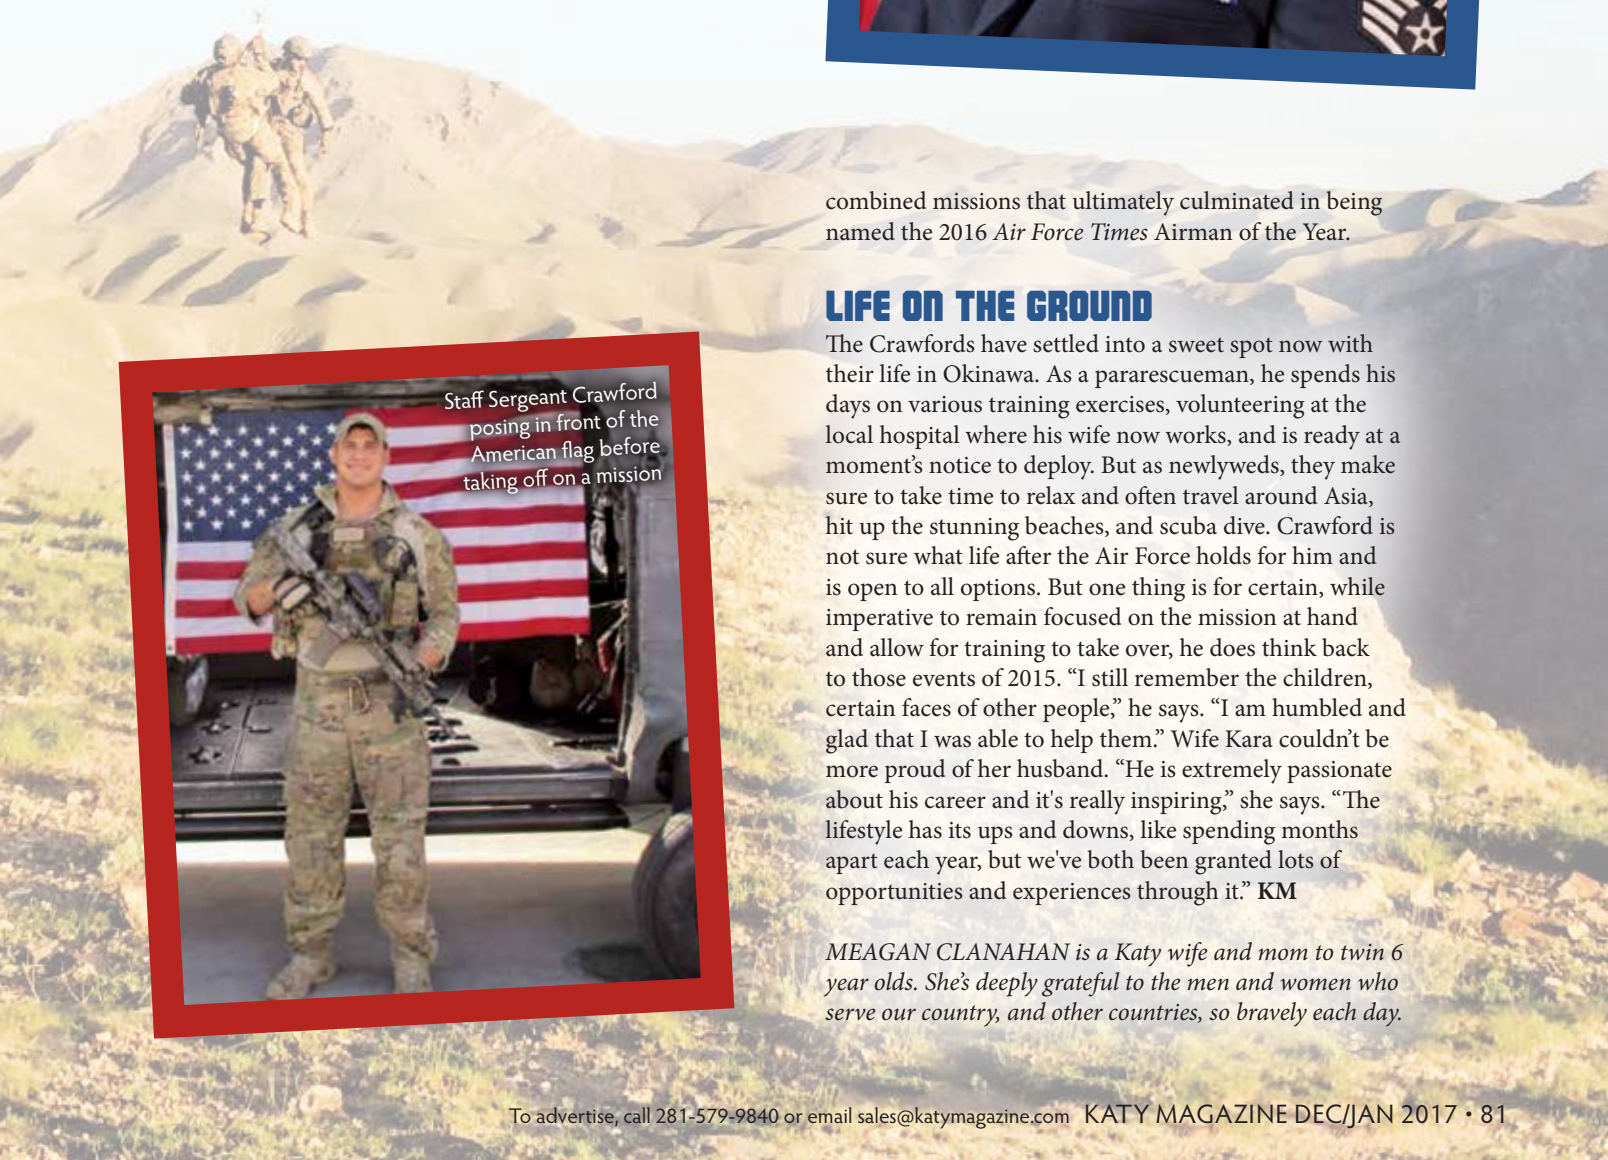 combined missions that ultimately culminated in being
named the 2016 Air Force Times Airman of the Year.
LIFE ON THE GROUND
The Crawfords have settled into a sweet spot now with
their life in Okinawa. As a pararescueman, he spends his
days on various training exercises, volunteering at the
local hospital where his wife now works, and is ready at a
moment’s notice to deploy. But as newlyweds, they make
sure to take time to relax and often travel around Asia,
hit up the stunning beaches, and scuba dive. Crawford is
not sure what life after the Air Force holds for him and
is open to all options. But one thing is for certain, while
imperative to remain focused on the mission at hand
and allow for training to take over, he does think back
to those events of 2015. “I still remember the children,
certain faces of other people,” he says. “I am humbled and
glad that I was able to help them.” Wife Kara couldn’t be
more proud of her husband. “He is extremely passionate
about his career and it's really inspiring,” she says. “The
lifestyle has its ups and downs, like spending months
apart each year, but we've both been granted lots of
opportunities and experiences through it.” KM
MEAGAN CLANAHAN is a Katy wife and mom to twin 6
year olds. She’s deeply grateful to the men and women who
serve our country, and other countries, so bravely each day.
Staff Sergeant Crawford
posing in front of the
American flag before
taking off on a mission
To advertise, call 281-579-9840 or email sales@katymagazine.com KATY MAGAZINE DEC/JAN 2017 • 81